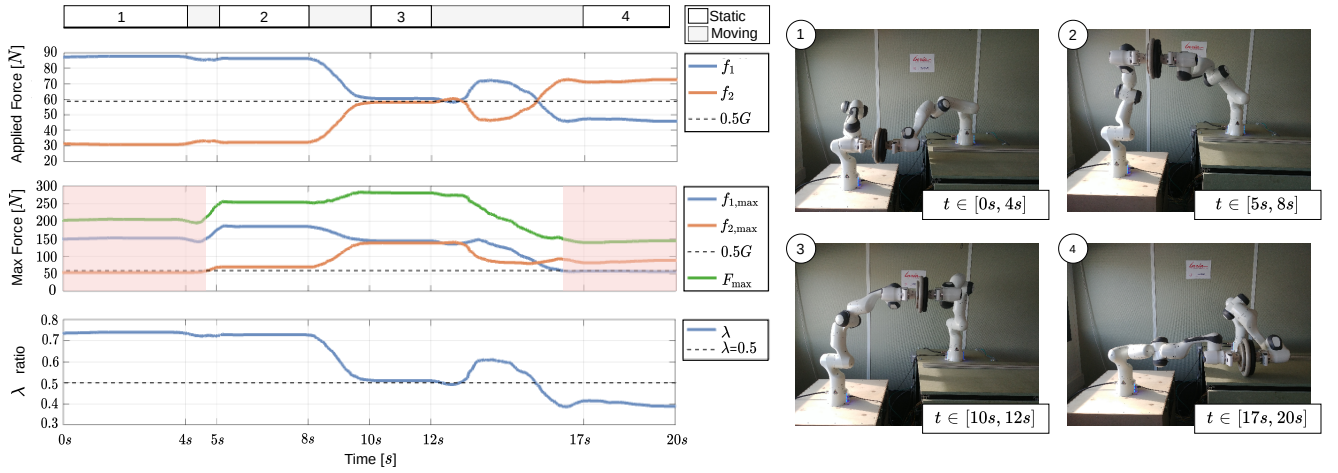 1
2
3
4
Static
Moving
Applied Force [N]
90
80
70
60
50
40
30
20
f1
f2
0.5G
Max Force [N]
300
250
200
150
100
50
0
f1,max
f2,max
0.5G
Fmax
λ ratio
0.8
0.7
0.6
0.5
0.4
0.3
λ
λ=0.5
0s
4s
5s
8s
10s
12s
17s
20s
Time [s]
1
t ∈ [0s, 4s]
2
t ∈ [5s, 8s]
3
t ∈ [10s, 12s]
4
t ∈ [17s, 20s]